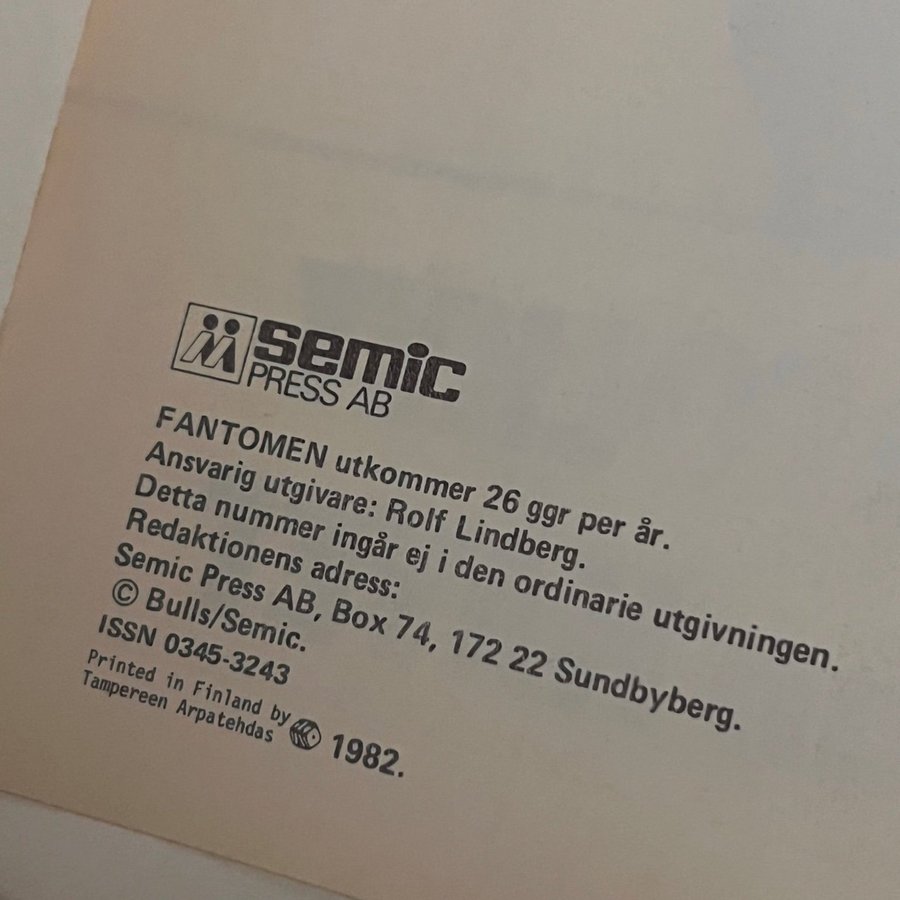 semic
PRESS AB
FANTOMEN utkommer 26 ggr per år.
Ansvarig utgivare: Rolf Lindberg.
Detta nummer ingår ej i den ordinarie utgivningen.
Redaktionens adress:
Semic Press AB, Box 74, 172 22 Sundbyberg.
© Bulls/Semic.
ISSN 0345-3243
Printed in Finland by
Tampereen Arpatehdas 1982.